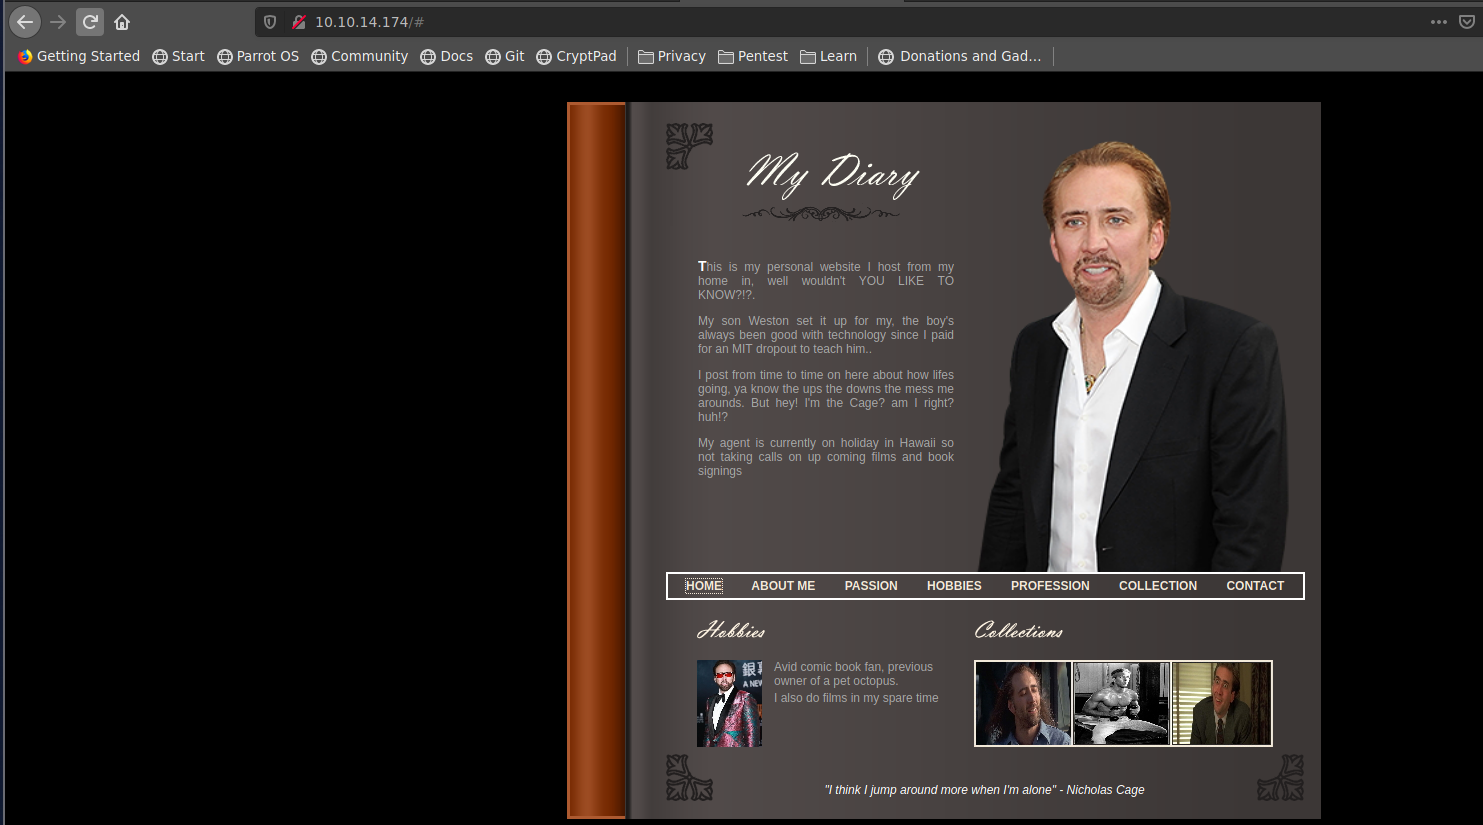 10.10.14.174/#
Getting Started Start Parrot OS Community Docs Git CryptPad Privacy Pentest Learn Donations and Gad...
My Diary
This is my personal website I host from my
home in, well wouldn't YOU LIKE TO
KNOW?!?.
My son Weston set it up for my, the boy's
always been good with technology since I paid
for an MIT dropout to teach him..
I post from time to time on here about how lifes
going, ya know the ups the downs the mess me
arounds. But hey! I'm the Cage? am I right?
huh!?
My agent is currently on holiday in Hawaii so
not taking calls on up coming films and book
signings
HOME ABOUT ME PASSION HOBBIES PROFESSION COLLECTION CONTACT
Hobbies
Avid comic book fan, previous
owner of a pet octopus.
I also do films in my spare time
Collections
"I think I jump around more when I'm alone" - Nicholas Cage